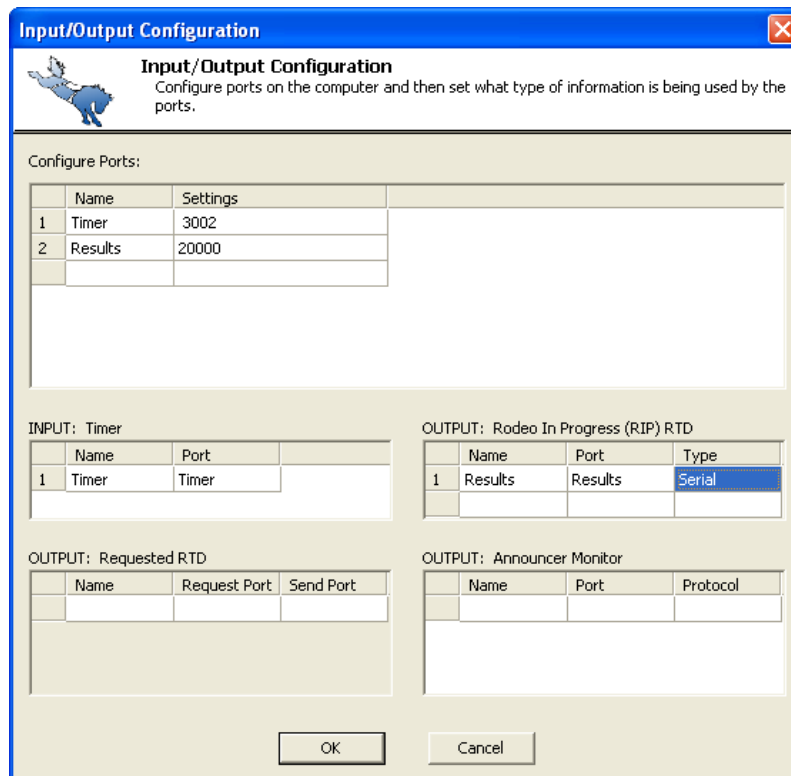 Input/Output Configuration
Input/Output Configuration
Configure ports on the computer and then set what type of information is being used by the
ports.
Configure Ports:
Name Settings
1 Timer 3002
2 Results 20000
INPUT: Timer
Name Port
1 Timer Timer
OUTPUT: Rodeo In Progress (RIP) RTD
Name Port Type
1 Results Results Serial
OUTPUT: Requested RTD
Name Request Port Send Port
OUTPUT: Announcer Monitor
Name Port Protocol
OK Cancel